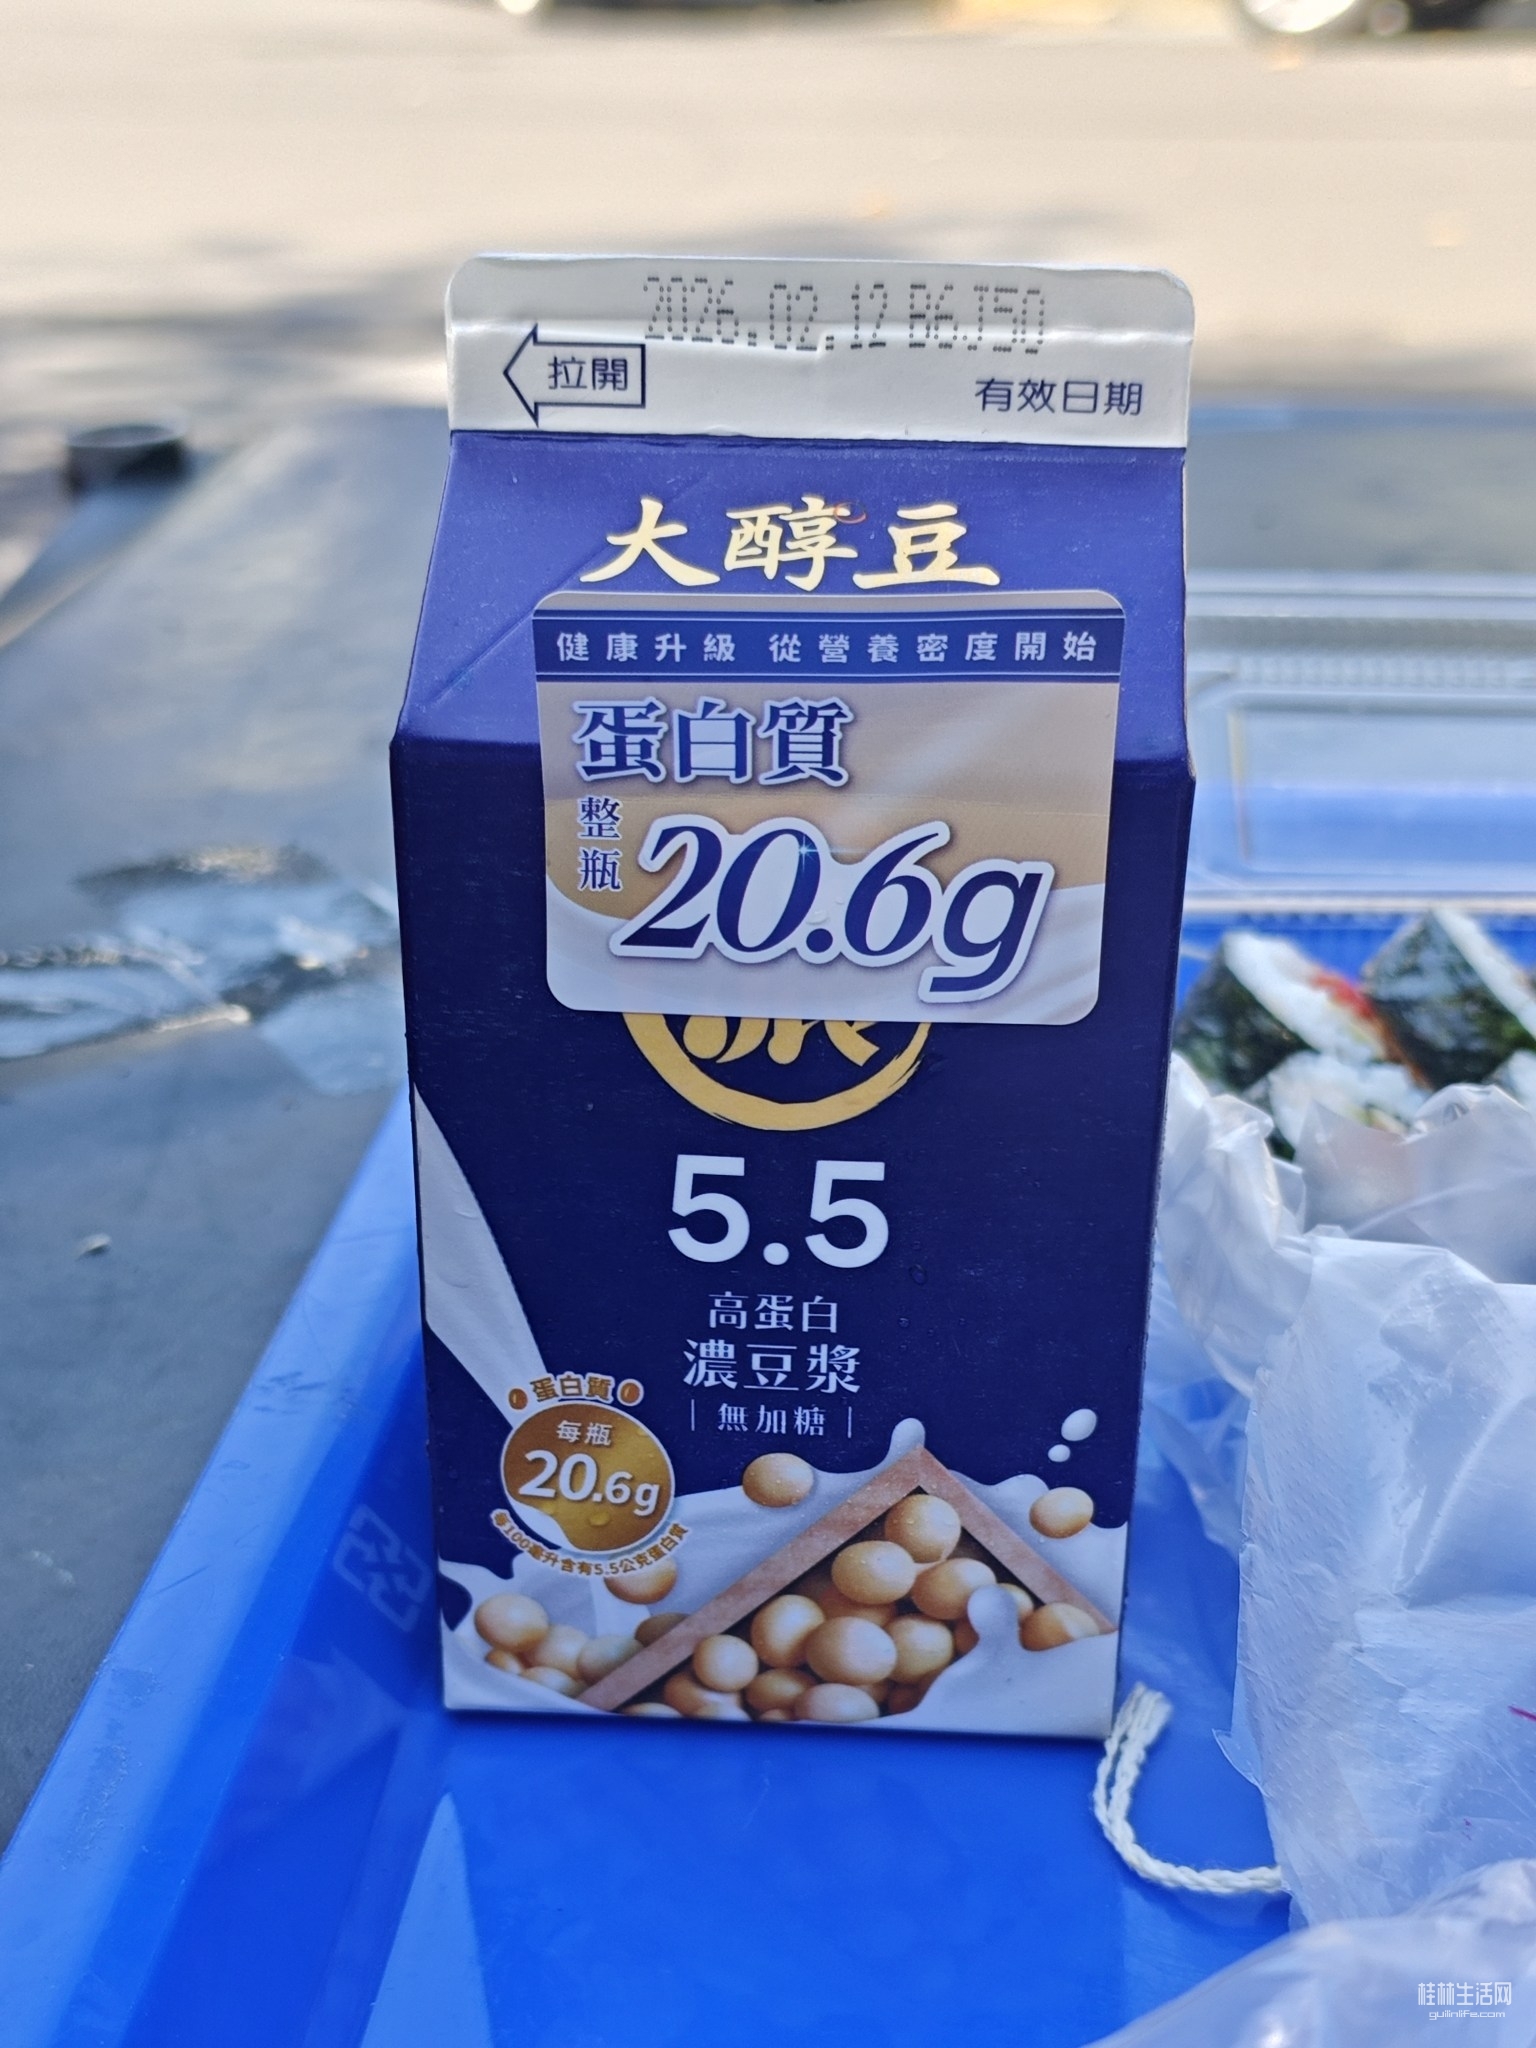 2026.02.12 B6J50
拉開
有效日期
大醇豆
健康升級 從營養密度開始
蛋白質
整瓶
20.6g
5.5
高蛋白
濃豆漿
無加糖
蛋白質
每瓶
20.6g
每100毫升含有5.5公克蛋白質
桂林生活网
guilinlife.com